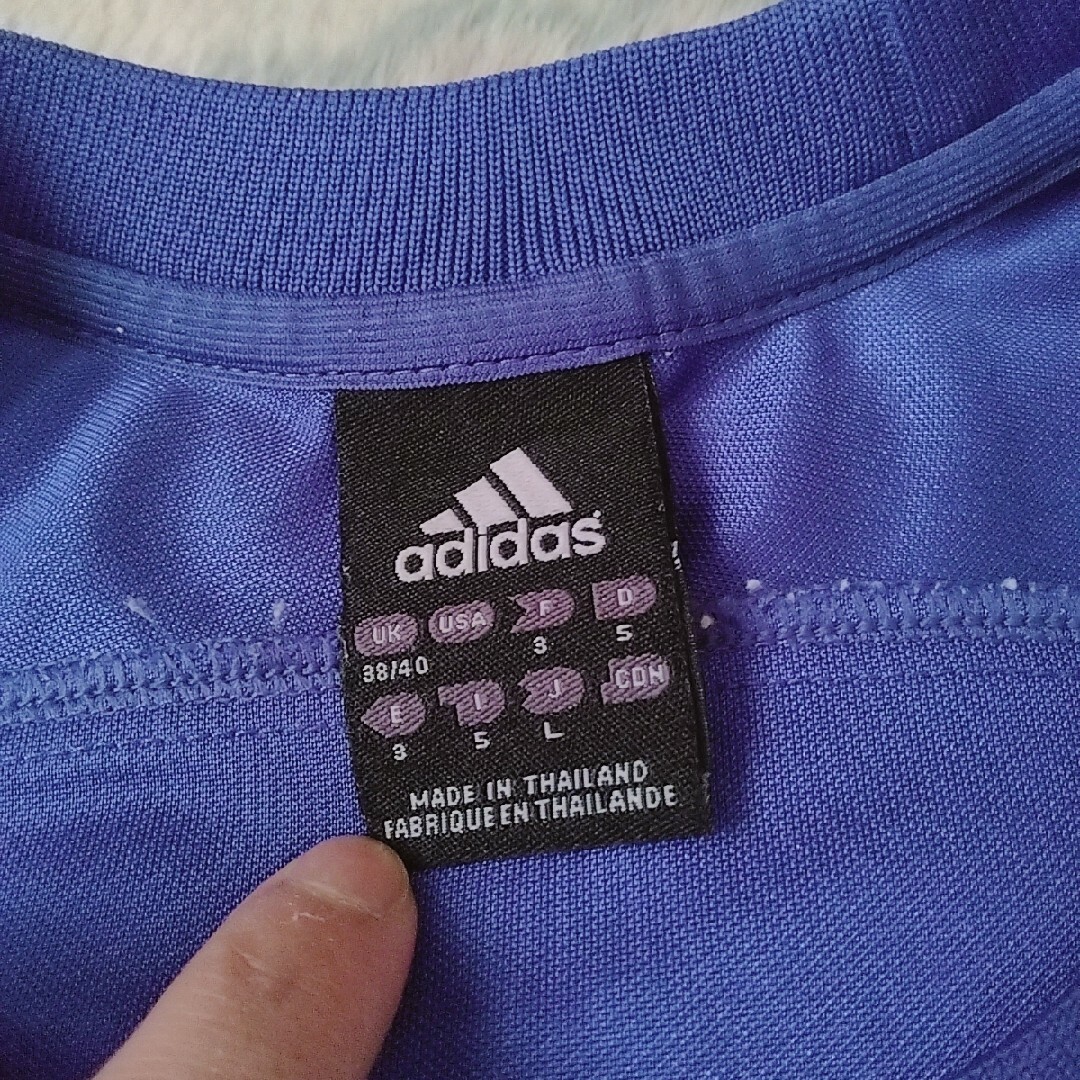 adidas
UK USA F D
38/40 3 5
E I J CDN
3 5 L
MADE IN THAILAND
FABRIQUE EN THAILANDE